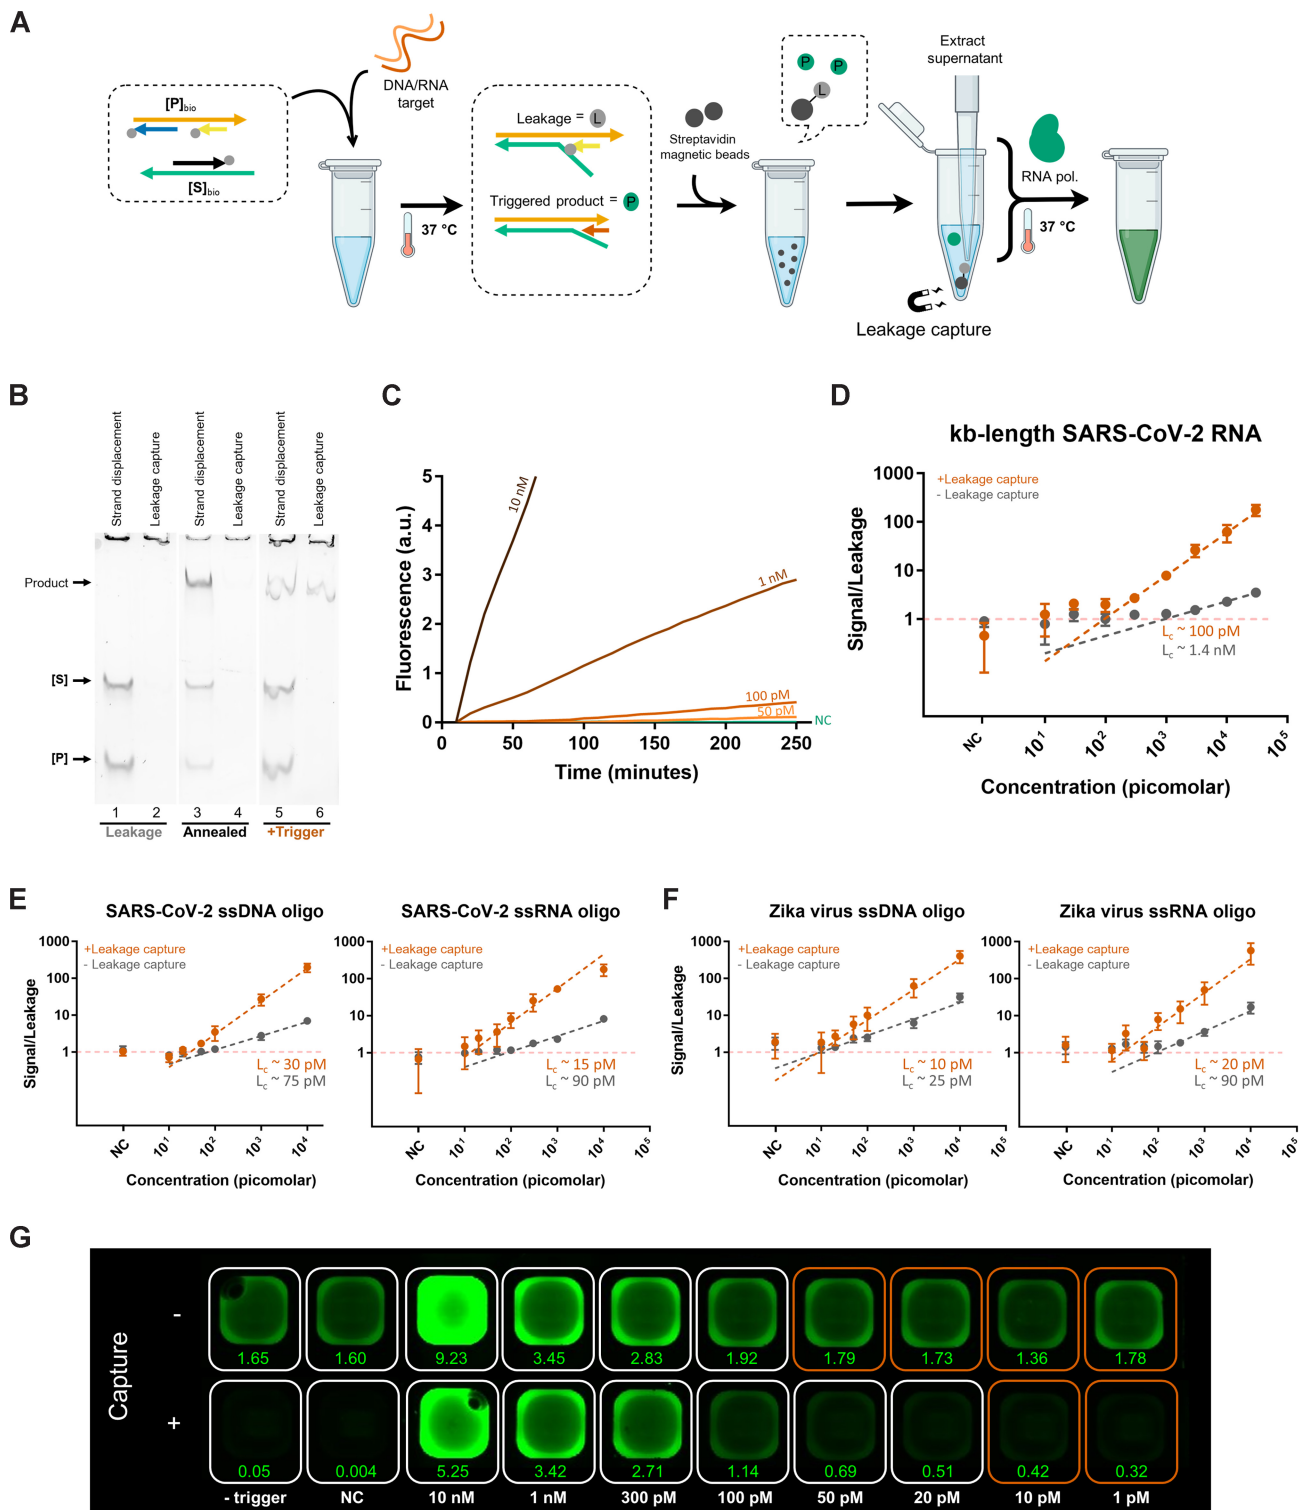 A
[P]bio
[S]bio
DNA/RNA
target
37 °C
Leakage = L
Triggered product = P
Streptavidin
magnetic beads
P P
L
Extract
supernatant
RNA pol.
37 °C
Leakage capture
B
Strand displacement
Leakage capture
Strand displacement
Leakage capture
Strand displacement
Leakage capture
Product
[S]
[P]
1 2 3 4 5 6
Leakage Annealed +Trigger
C
Fluorescence (a.u.)
5
4
3
2
1
0
10 nM
1 nM
100 pM
50 pM
NC
0 50 100 150 200 250
Time (minutes)
D
kb-length SARS-CoV-2 RNA
+Leakage capture
- Leakage capture
Signal/Leakage
1000
100
10
1
Lc ~ 100 pM
Lc ~ 1.4 nM
NC 10¹ 10² 10³ 10⁴ 10⁵
Concentration (picomolar)
E
SARS-CoV-2 ssDNA oligo
+Leakage capture
- Leakage capture
Signal/Leakage
1000
100
10
1
Lc ~ 30 pM
Lc ~ 75 pM
NC 10¹ 10² 10³ 10⁴
Concentration (picomolar)
SARS-CoV-2 ssRNA oligo
+Leakage capture
- Leakage capture
1000
100
10
1
Lc ~ 15 pM
Lc ~ 90 pM
NC 10¹ 10² 10³ 10⁴ 10⁵
Concentration (picomolar)
F
Zika virus ssDNA oligo
+Leakage capture
- Leakage capture
Signal/Leakage
1000
100
10
1
Lc ~ 10 pM
Lc ~ 25 pM
NC 10¹ 10² 10³ 10⁴ 10⁵
Concentration (picomolar)
Zika virus ssRNA oligo
+Leakage capture
- Leakage capture
1000
100
10
1
Lc ~ 20 pM
Lc ~ 90 pM
NC 10¹ 10² 10³ 10⁴ 10⁵
Concentration (picomolar)
G
Capture
-
1.65 1.60 9.23 3.45 2.83 1.92 1.79 1.73 1.36 1.78
+
0.05 0.004 5.25 3.42 2.71 1.14 0.69 0.51 0.42 0.32
- trigger NC 10 nM 1 nM 300 pM 100 pM 50 pM 20 pM 10 pM 1 pM